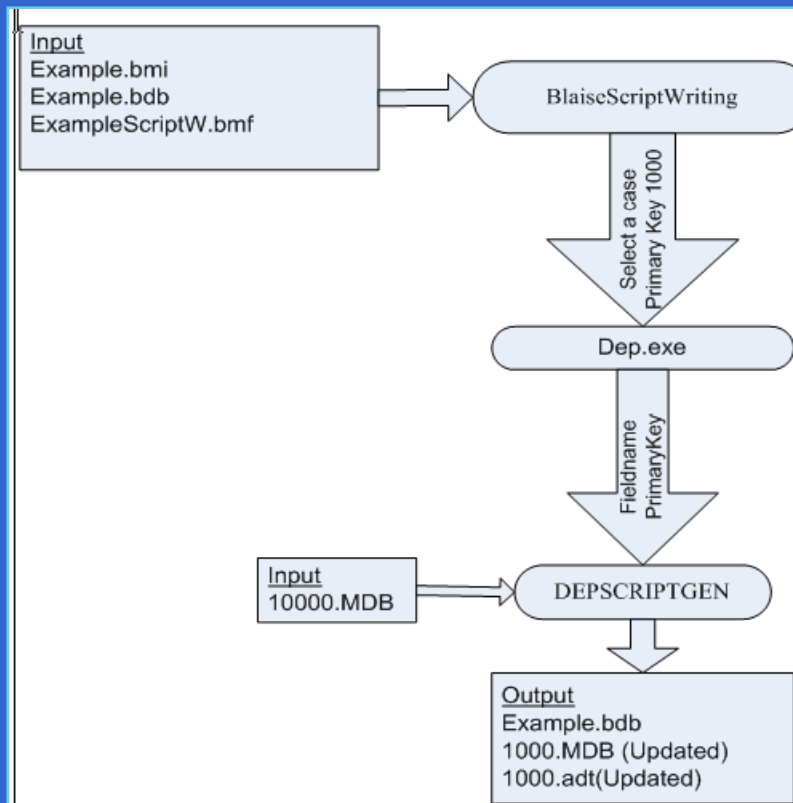 Input
Example.bmi
Example.bdb
ExampleScriptW.bmf
BlaiseScriptWriting
Select a case
Primary Key 1000
Dep.exe
Fieldname
PrimaryKey
Input
10000.MDB
DEPSCRIPTGEN
Output
Example.bdb
1000.MDB (Updated)
1000.adt(Updated)